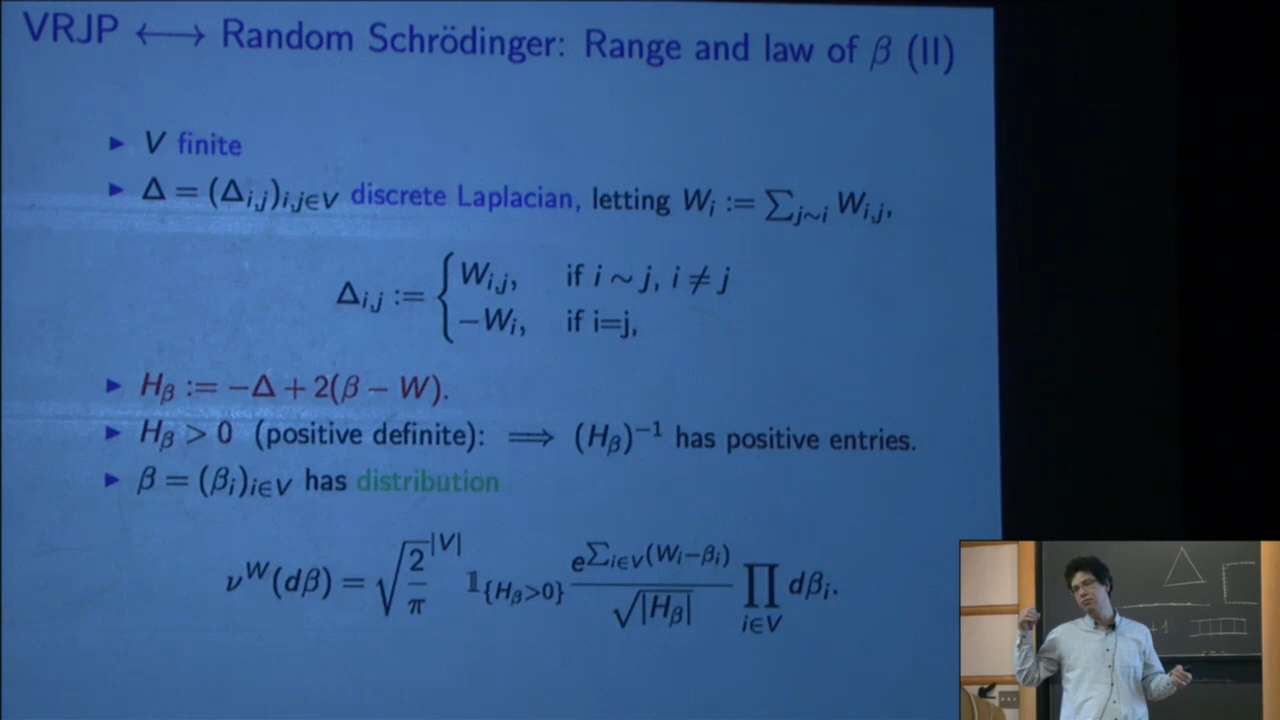 VRJP ⟷ Random Schrödinger: Range and law of β (II)
▶ V finite
▶ Δ = (Δ_{i,j})_{i,j∈V} discrete Laplacian, letting W_i := ∑_{j∼i} W_{i,j},
Δ_{i,j} := { W_{i,j}, if i ∼ j, i ≠ j
−W_i, if i=j,
▶ H_β := −Δ + 2(β − W).
▶ H_β > 0 (positive definite): ⟹ (H_β)^{−1} has positive entries.
▶ β = (β_i)_{i∈V} has distribution
ν^W(dβ) = √(2/π)^{|V|} 𝟙_{{H_β>0}} e^{∑_{i∈V}(W_i−β_i)} / √|H_β| ∏_{i∈V} dβ_i.